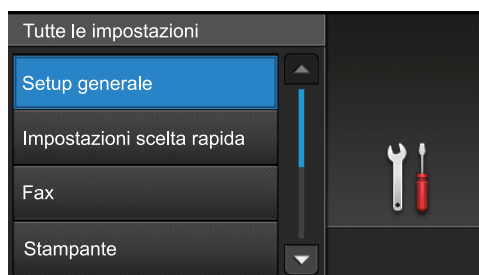 Tutte le impostazioni
Setup generale
Impostazioni scelta rapida
Fax
Stampante